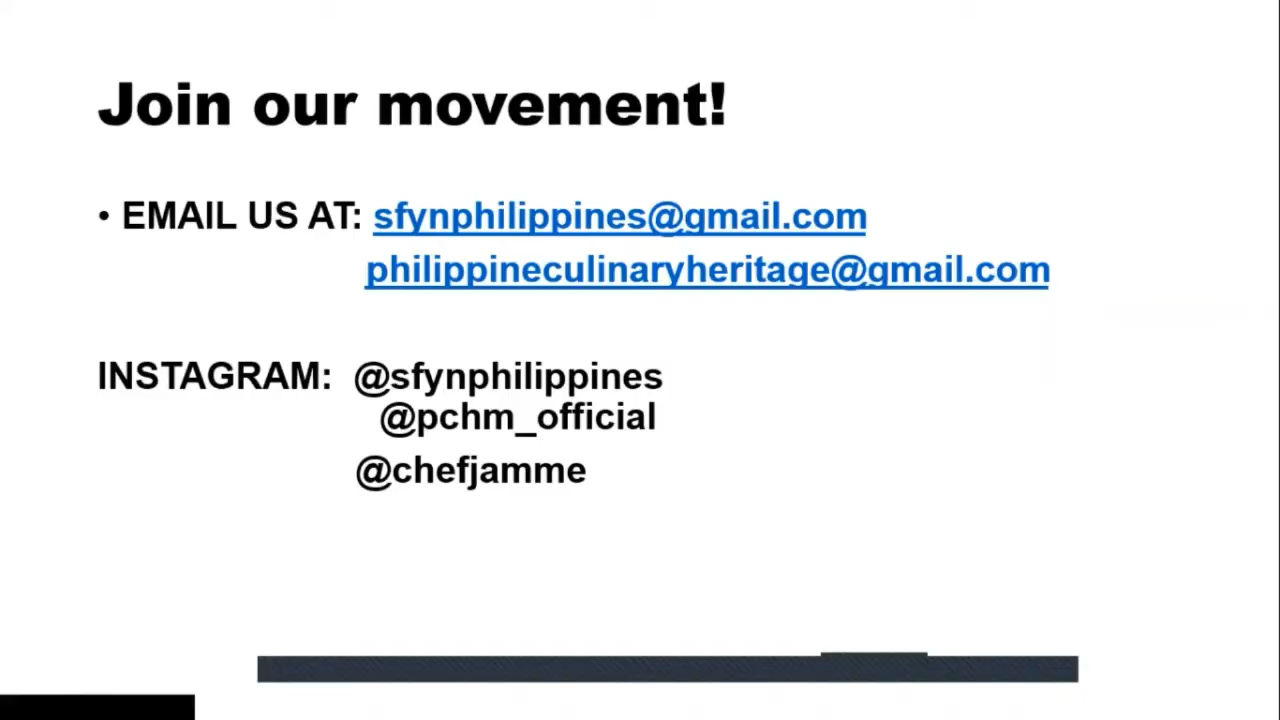 Join our movement!
• EMAIL US AT: sfynphilippines@gmail.com
philippineculinaryheritage@gmail.com
INSTAGRAM: @sfynphilippines
@pchm_official
@chefjamme